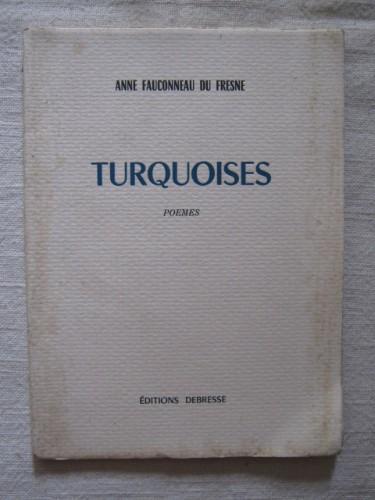 ANNE FAUCONNEAU DU FRESNE
TURQUOISES
POEMES
ÉDITIONS DEBRESSE